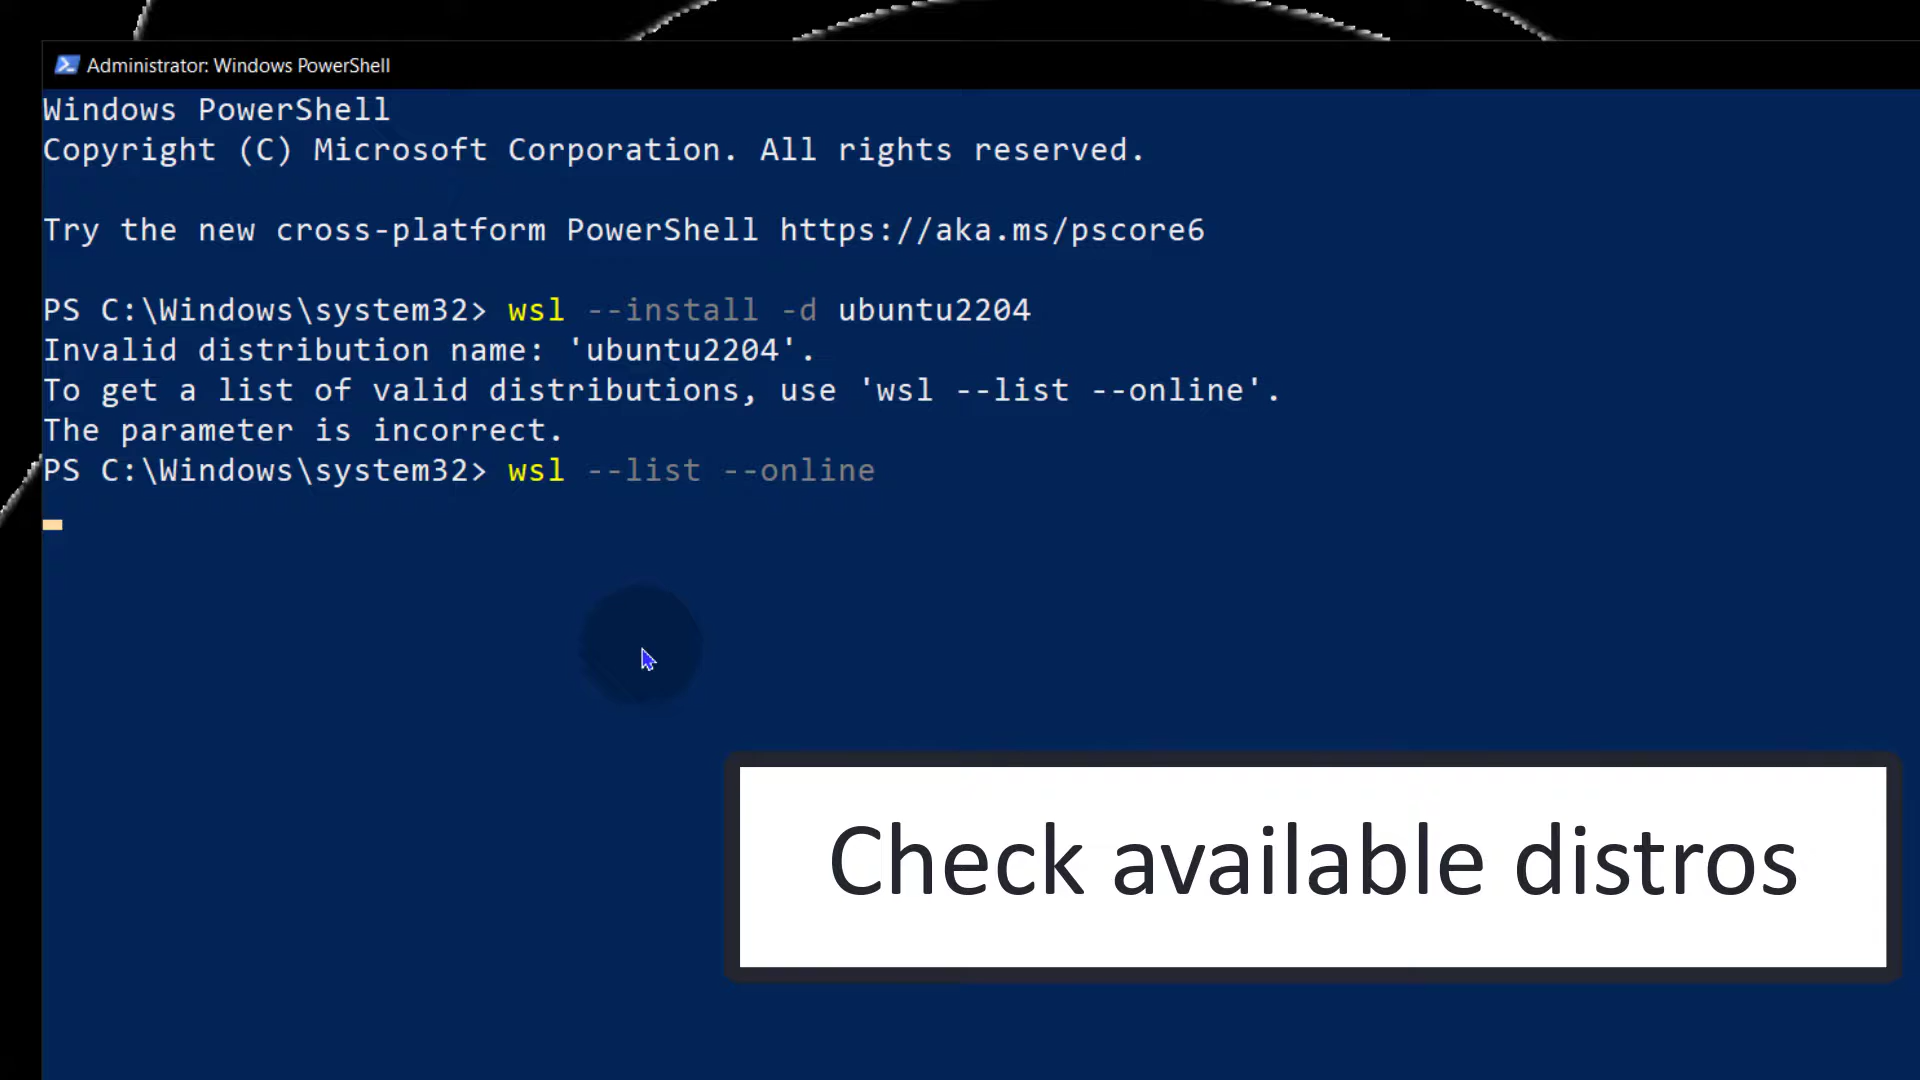 Administrator: Windows PowerShell
Windows PowerShell
Copyright (C) Microsoft Corporation. All rights reserved.
Try the new cross-platform PowerShell https://aka.ms/pscore6
PS C:\Windows\system32> wsl --install -d ubuntu2204
Invalid distribution name: 'ubuntu2204'.
To get a list of valid distributions, use 'wsl --list --online'.
The parameter is incorrect.
PS C:\Windows\system32> wsl --list --online
Check available distros